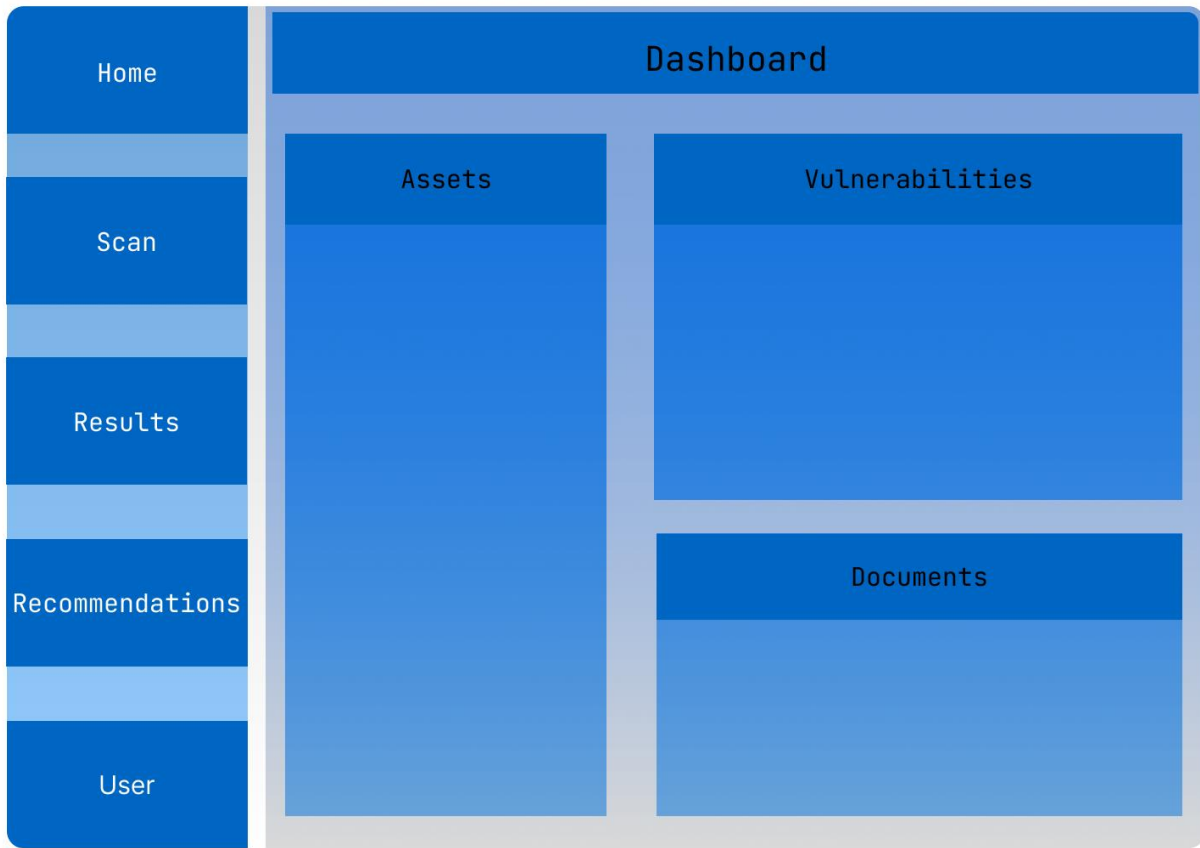 Home
Scan
Results
Recommendations
User
Dashboard
Assets
Vulnerabilities
Documents